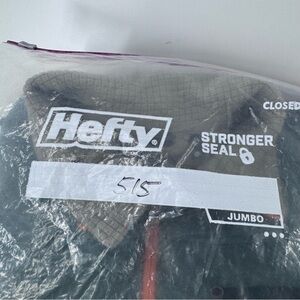 CLOSED
Hefty®
STRONGER
SEAL
515
JUMBO